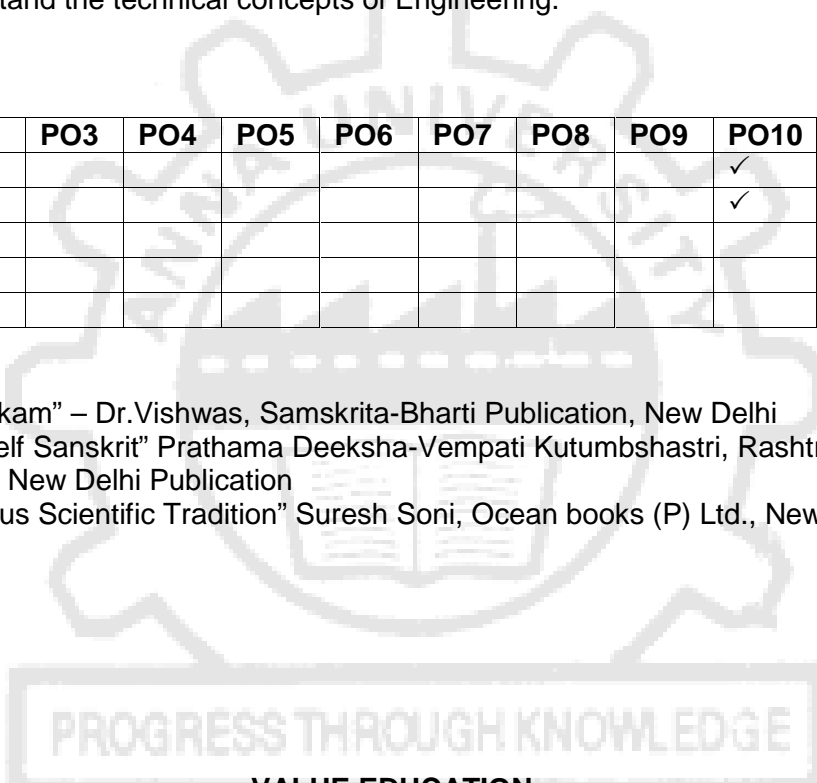 the technical concepts of Engineering.
ANNA UNIVERSITY
PO3 PO4 PO5 PO6 PO7 PO8 PO9 PO10
✓
✓
kam” – Dr.Vishwas, Samskrita-Bharti Publication, New Delhi
elf Sanskrit” Prathama Deeksha-Vempati Kutumbshastri, Rashtr
New Delhi Publication
us Scientific Tradition” Suresh Soni, Ocean books (P) Ltd., New
PROGRESS THROUGH KNOWLEDGE
VALUE EDUCATION